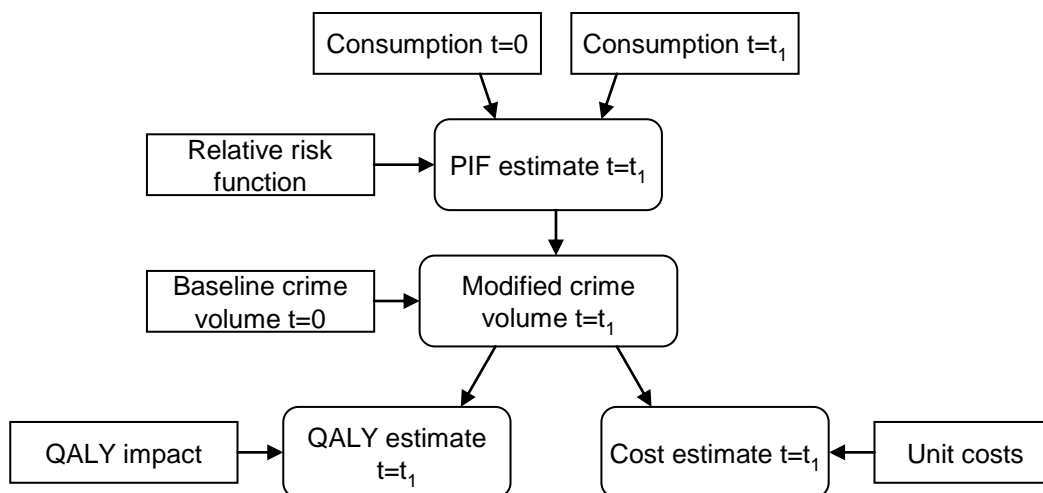 Consumption t=0
Consumption t=t₁
Relative risk
function
PIF estimate t=t₁
Baseline crime
volume t=0
Modified crime
volume t=t₁
QALY impact
QALY estimate
t=t₁
Cost estimate t=t₁
Unit costs